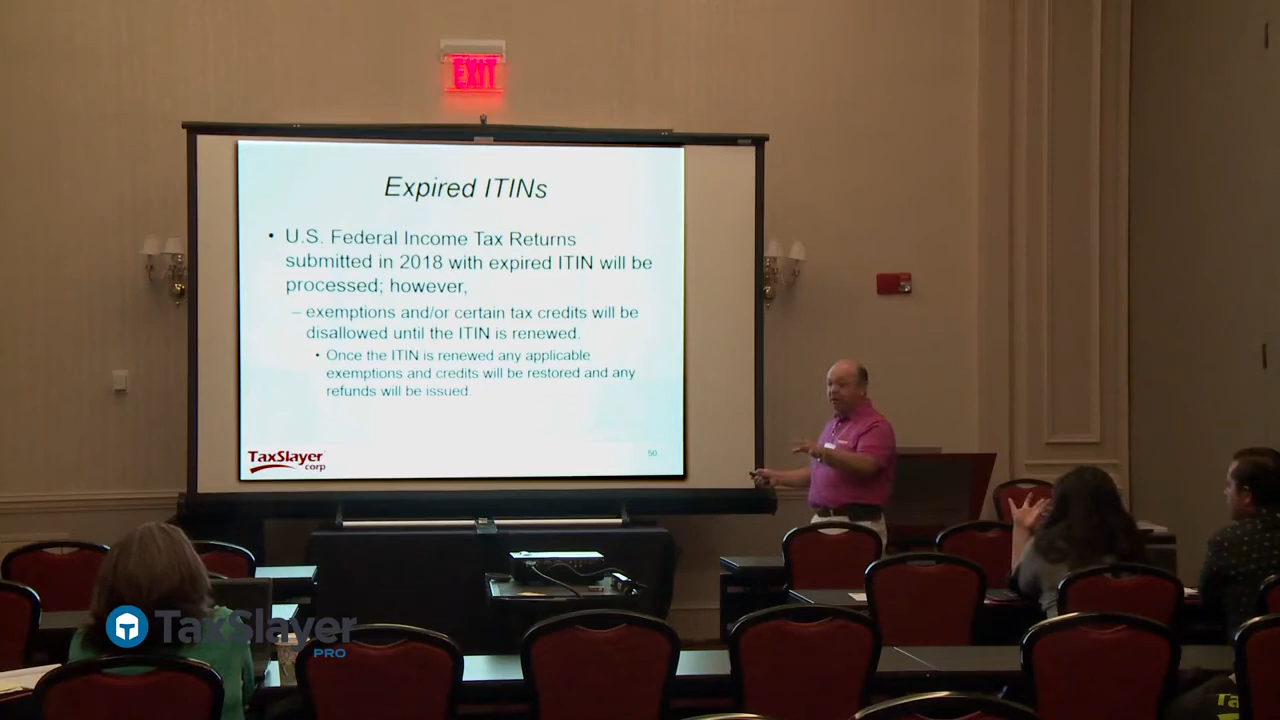 EXIT
Expired ITINs
• U.S. Federal Income Tax Returns
submitted in 2018 with expired ITIN will be
processed; however,
– exemptions and/or certain tax credits will be
disallowed until the ITIN is renewed.
• Once the ITIN is renewed any applicable
exemptions and credits will be restored and any
refunds will be issued.
TaxSlayer
corp
50
TaxSlayer
PRO